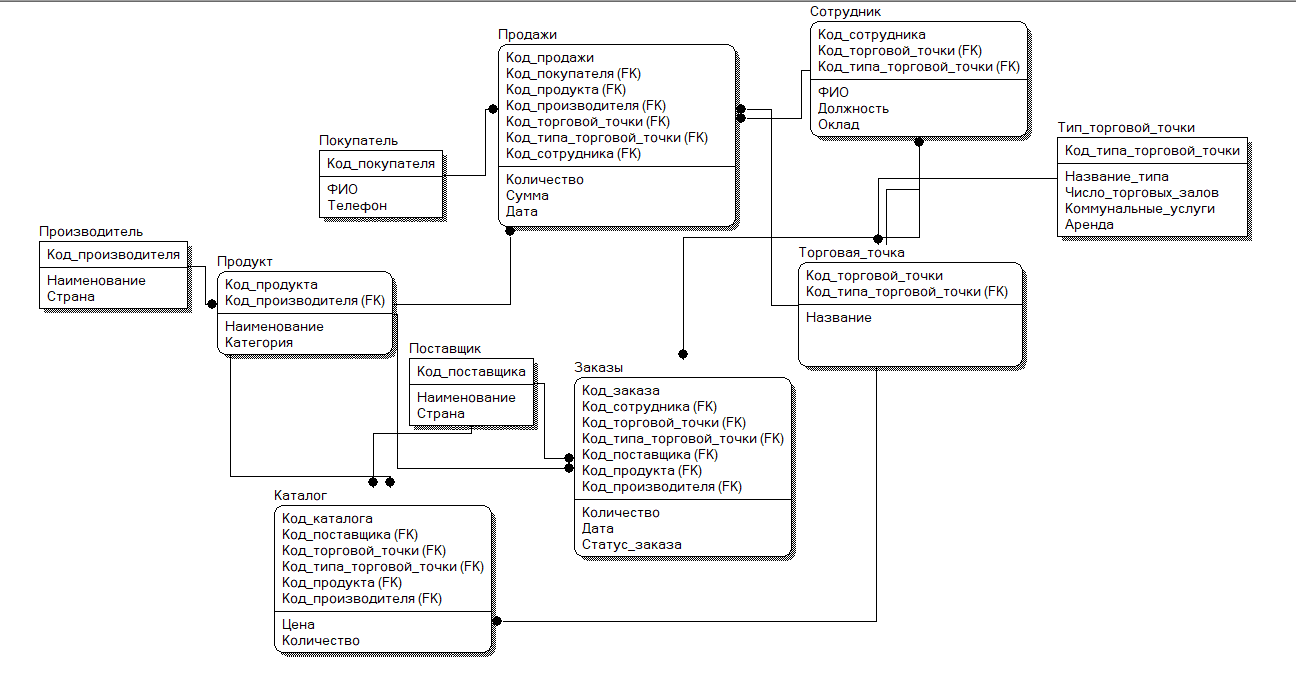 Сотрудник
Код_сотрудника
Код_торговой_точки (FK)
Код_типа_торговой_точки (FK)
ФИО
Должность
Оклад
Продажи
Код_продажи
Код_покупателя (FK)
Код_продукта (FK)
Код_производителя (FK)
Код_торговой_точки (FK)
Код_типа_торговой_точки (FK)
Код_сотрудника (FK)
Количество
Сумма
Дата
Тип_торговой_точки
Код_типа_торговой_точки
Название_типа
Число_торговых_залов
Коммунальные_услуги
Аренда
Покупатель
Код_покупателя
ФИО
Телефон
Производитель
Код_производителя
Наименование
Страна
Продукт
Код_продукта
Код_производителя (FK)
Наименование
Категория
Торговая_точка
Код_торговой_точки
Код_типа_торговой_точки (FK)
Название
Поставщик
Код_поставщика
Наименование
Страна
Заказы
Код_заказа
Код_сотрудника (FK)
Код_торговой_точки (FK)
Код_типа_торговой_точки (FK)
Код_поставщика (FK)
Код_продукта (FK)
Код_производителя (FK)
Количество
Дата
Статус_заказа
Каталог
Код_каталога
Код_поставщика (FK)
Код_торговой_точки (FK)
Код_типа_торговой_точки (FK)
Код_продукта (FK)
Код_производителя (FK)
Цена
Количество